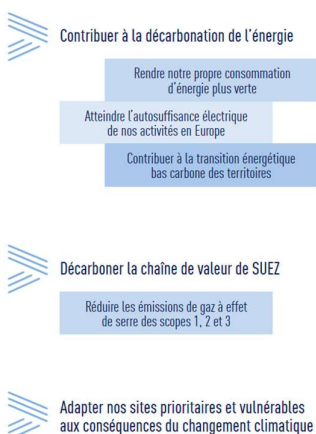 Contribuer à la décarbonation de l'énergie
Rendre notre propre consommation
d'énergie plus verte
Atteindre l'autosuffisance électrique
de nos activités en Europe
Contribuer à la transition énergétique
bas carbone des territoires
Décarboner la chaîne de valeur de SUEZ
Réduire les émissions de gaz à effet
de serre des scopes 1, 2 et 3
Adapter nos sites prioritaires et vulnérables
aux conséquences du changement climatique